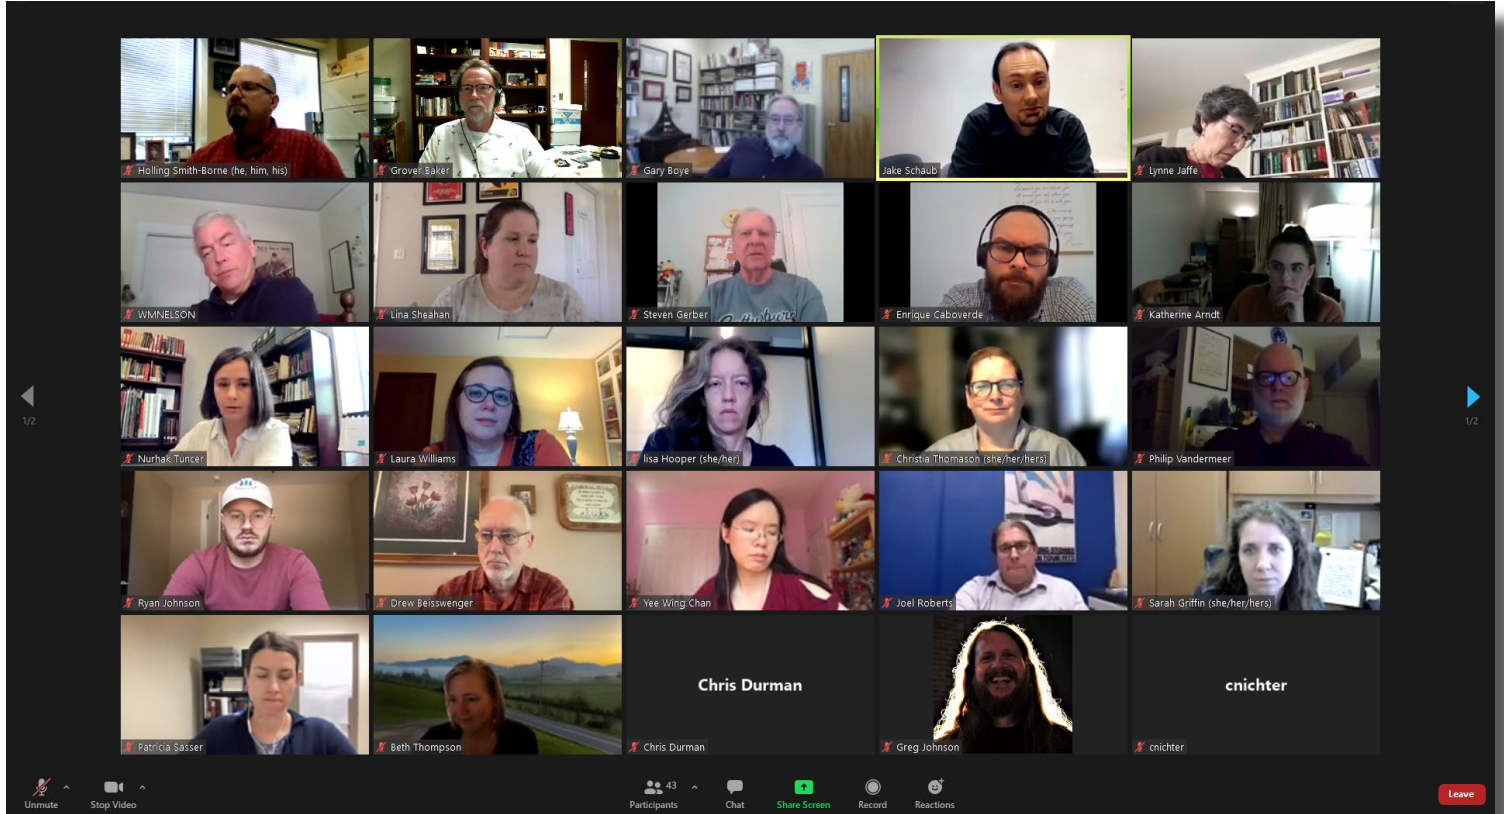 Holling Smith-Borne (he, him, his)
Grover Baker
Gary Boye
Jake Schaub
Lynne Jaffe
WMNELSON
Lina Sheahan
Steven Gerber
Enrique Caboverde
Katherine Arndt
Nurhak Tuncer
Laura Williams
lisa Hooper (she/her)
Christia Thomason (she/her/hers)
Philip Vandermeer
1/2
1/2
Ryan Johnson
Drew Beisswenger
Yee Wing Chan
Joel Roberts
Sarah Griffin (she/her/hers)
Chris Durman
cnichter
Patricia Sasser
Beth Thompson
Chris Durman
Greg Johnson
cnichter
Unmute
Stop Video
43
Participants
Chat
Share Screen
Record
Reactions
Leave